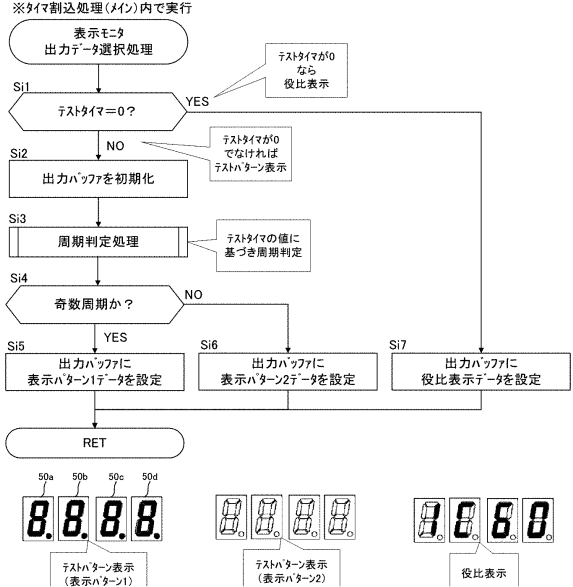 ※タイマ割込処理(メイン)内で実行
表示モニタ
出力データ選択処理
テストタイマが0
なら
役比表示
Si1
テストタイマ=0?
YES
NO
テストタイマが0
でなければ
テストパターン表示
Si2
出力バッファを初期化
Si3
周期判定処理
テストタイマの値に
基づき周期判定
Si4
奇数周期か?
NO
YES
Si5
出力バッファに
表示パターン1データを設定
Si6
出力バッファに
表示パターン2データを設定
Si7
出力バッファに
役比表示データを設定
RET
50a 50b 50c 50d
8. 8. 8. 8.
1C60
テストパターン表示
(表示パターン1)
テストパターン表示
(表示パターン2)
役比表示